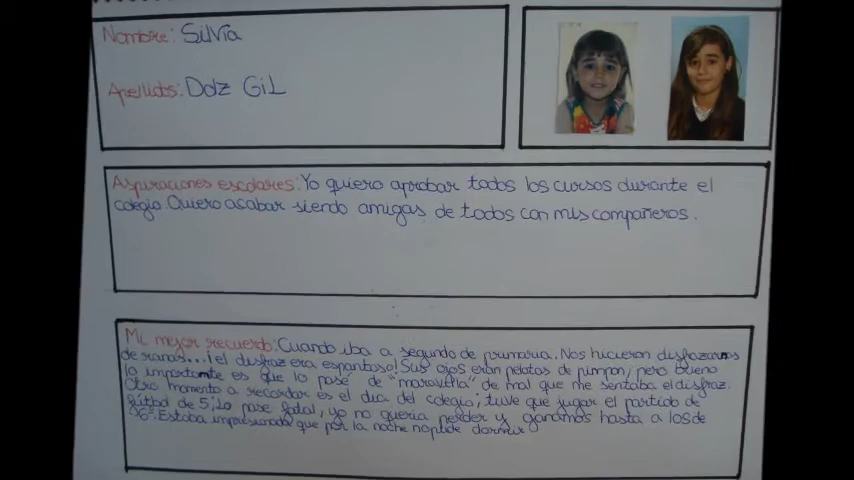 Nombre: Silvia
Apellidos: Dolz Gil
Aspiraciones escolares: Yo quiero aprobar todos los cursos durante el
colegio. Quiero acabar siendo amigas de todos con mis compañeros.
Mi mejor recuerdo: Cuando iba a segundo de primaria. Nos hicieron disfrazarnos
de ranas...¡el disfraz era espantoso! Sus ojos eran pelotas de pimpon, pero bueno
lo importante es que lo pase de "maravilla" de mal que me sentaba el disfraz.
Otro momento a recordar es el dia del colegio; tuve que jugar el partido de
fútbol de 5; Lo pase fatal, yo no queria perder y ganamos hasta a los de
6º. Estaba impresionada que por la noche no pude dormir